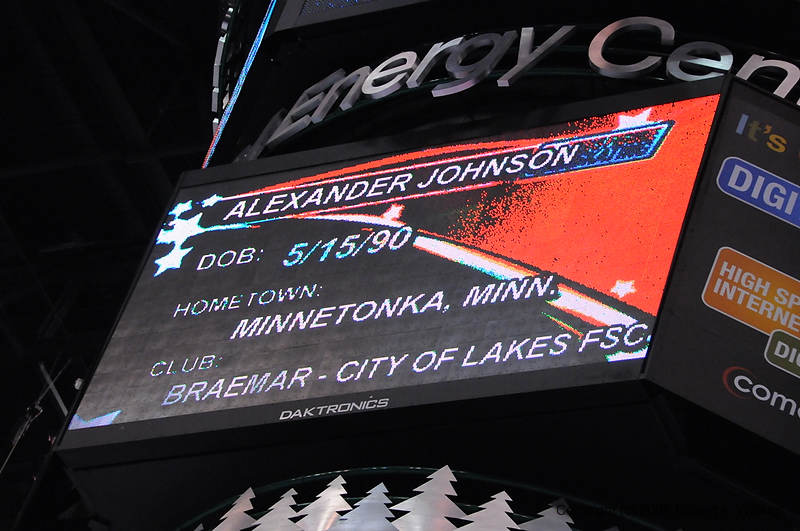 Energy Cen
ALEXANDER JOHNSON
DOB: 5/15/90
HOMETOWN:
MINNETONKA, MINN.
CLUB:
BRAEMAR - CITY OF LAKES FSC
DAKTRONICS
It's
DIGI
HIGH SP
INTERNE
DI
comc